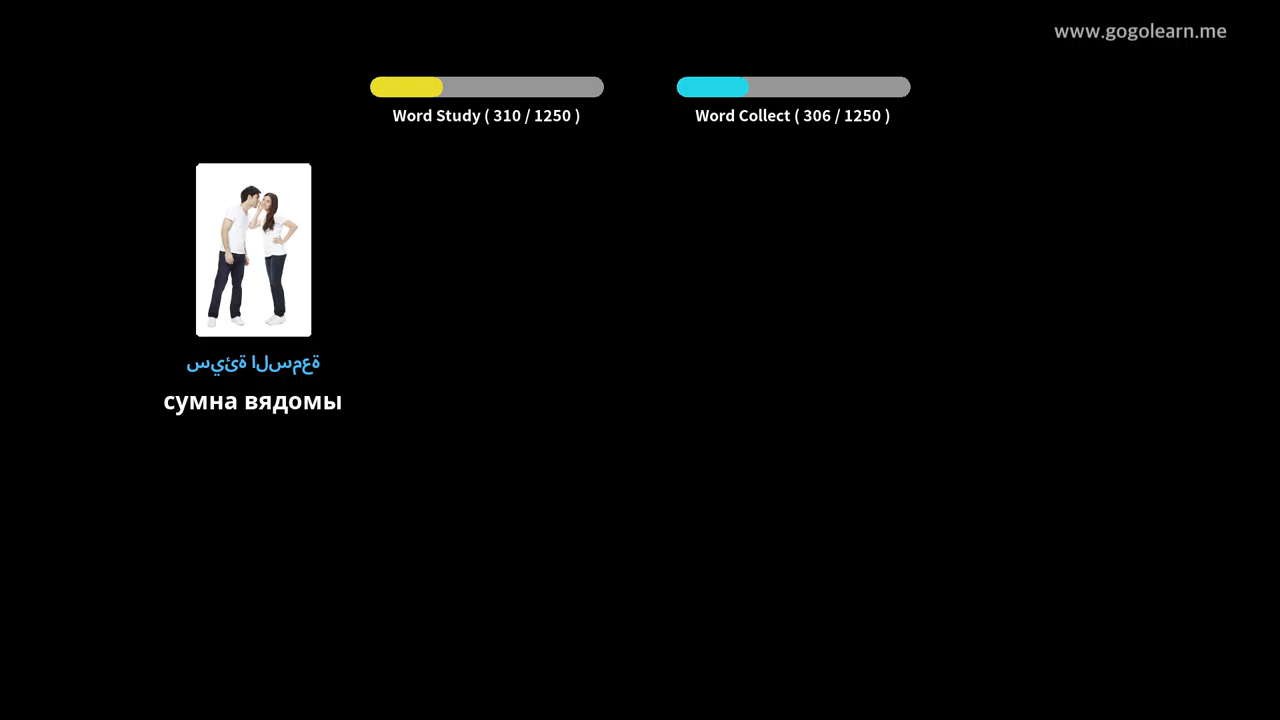 www.gogolearn.me
Word Study ( 310 / 1250 )
Word Collect ( 306 / 1250 )
سيئة السمعة
сумна вядомы